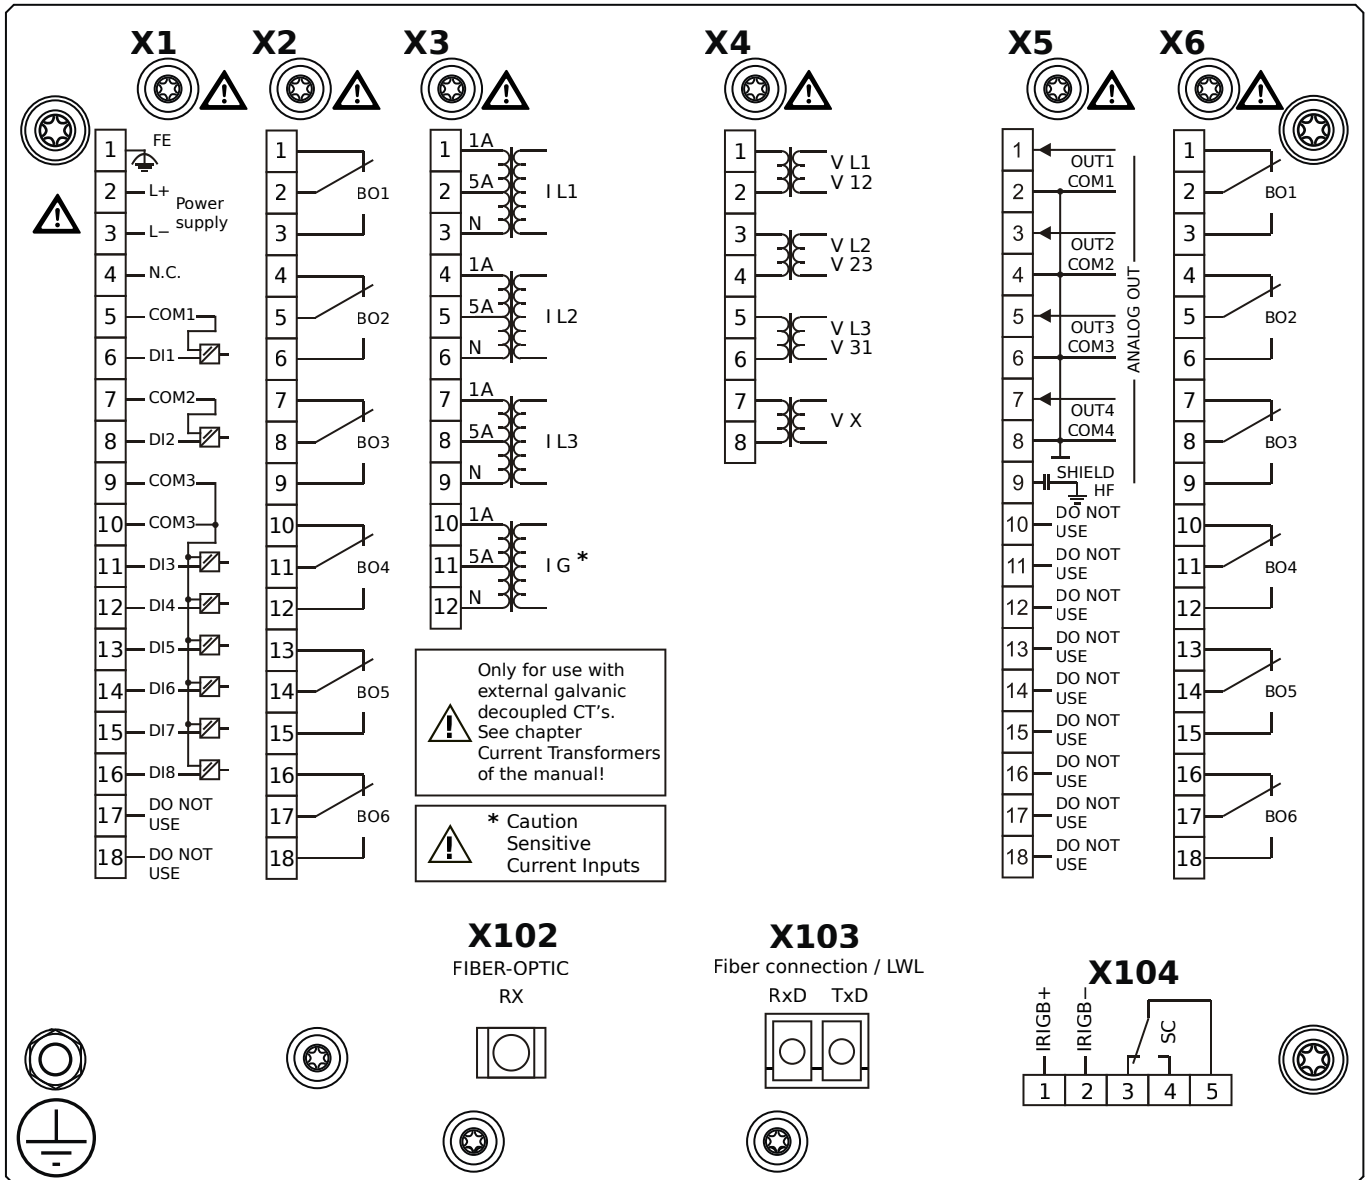 X1
X2
X3
X4
X5
X6
1 FE
2 L+
3 L−
Power
supply
4 N.C.
5 COM1
6 DI1
7 COM2
8 DI2
9 COM3
10 COM3
11 DI3
12 DI4
13 DI5
14 DI6
15 DI7
16 DI8
17 DO NOT
USE
18 DO NOT
USE
1
2 BO1
3
4
5 BO2
6
7
8 BO3
9
10
11 BO4
12
13
14 BO5
15
16
17 BO6
18
1 1A
2 5A I L1
3 N
4 1A
5 5A I L2
6 N
7 1A
8 5A I L3
9 N
10 1A
11 5A I G *
12 N
Only for use with
external galvanic
decoupled CT's.
See chapter
Current Transformers
of the manual!
* Caution
Sensitive
Current Inputs
1 V L1
2 V 12
3 V L2
4 V 23
5 V L3
6 V 31
7 V X
8
1 OUT1
2 COM1
3 OUT2
4 COM2
5 OUT3
6 COM3
7 OUT4
8 COM4
ANALOG OUT
9 SHIELD
HF
10 DO NOT
USE
11 DO NOT
USE
12 DO NOT
USE
13 DO NOT
USE
14 DO NOT
USE
15 DO NOT
USE
16 DO NOT
USE
17 DO NOT
USE
18 DO NOT
USE
1
2 BO1
3
4
5 BO2
6
7
8 BO3
9
10
11 BO4
12
13
14 BO5
15
16
17 BO6
18
X102
FIBER-OPTIC
RX
X103
Fiber connection / LWL
RxD TxD
X104
IRIGB+
IRIGB−
SC
1 2 3 4 5